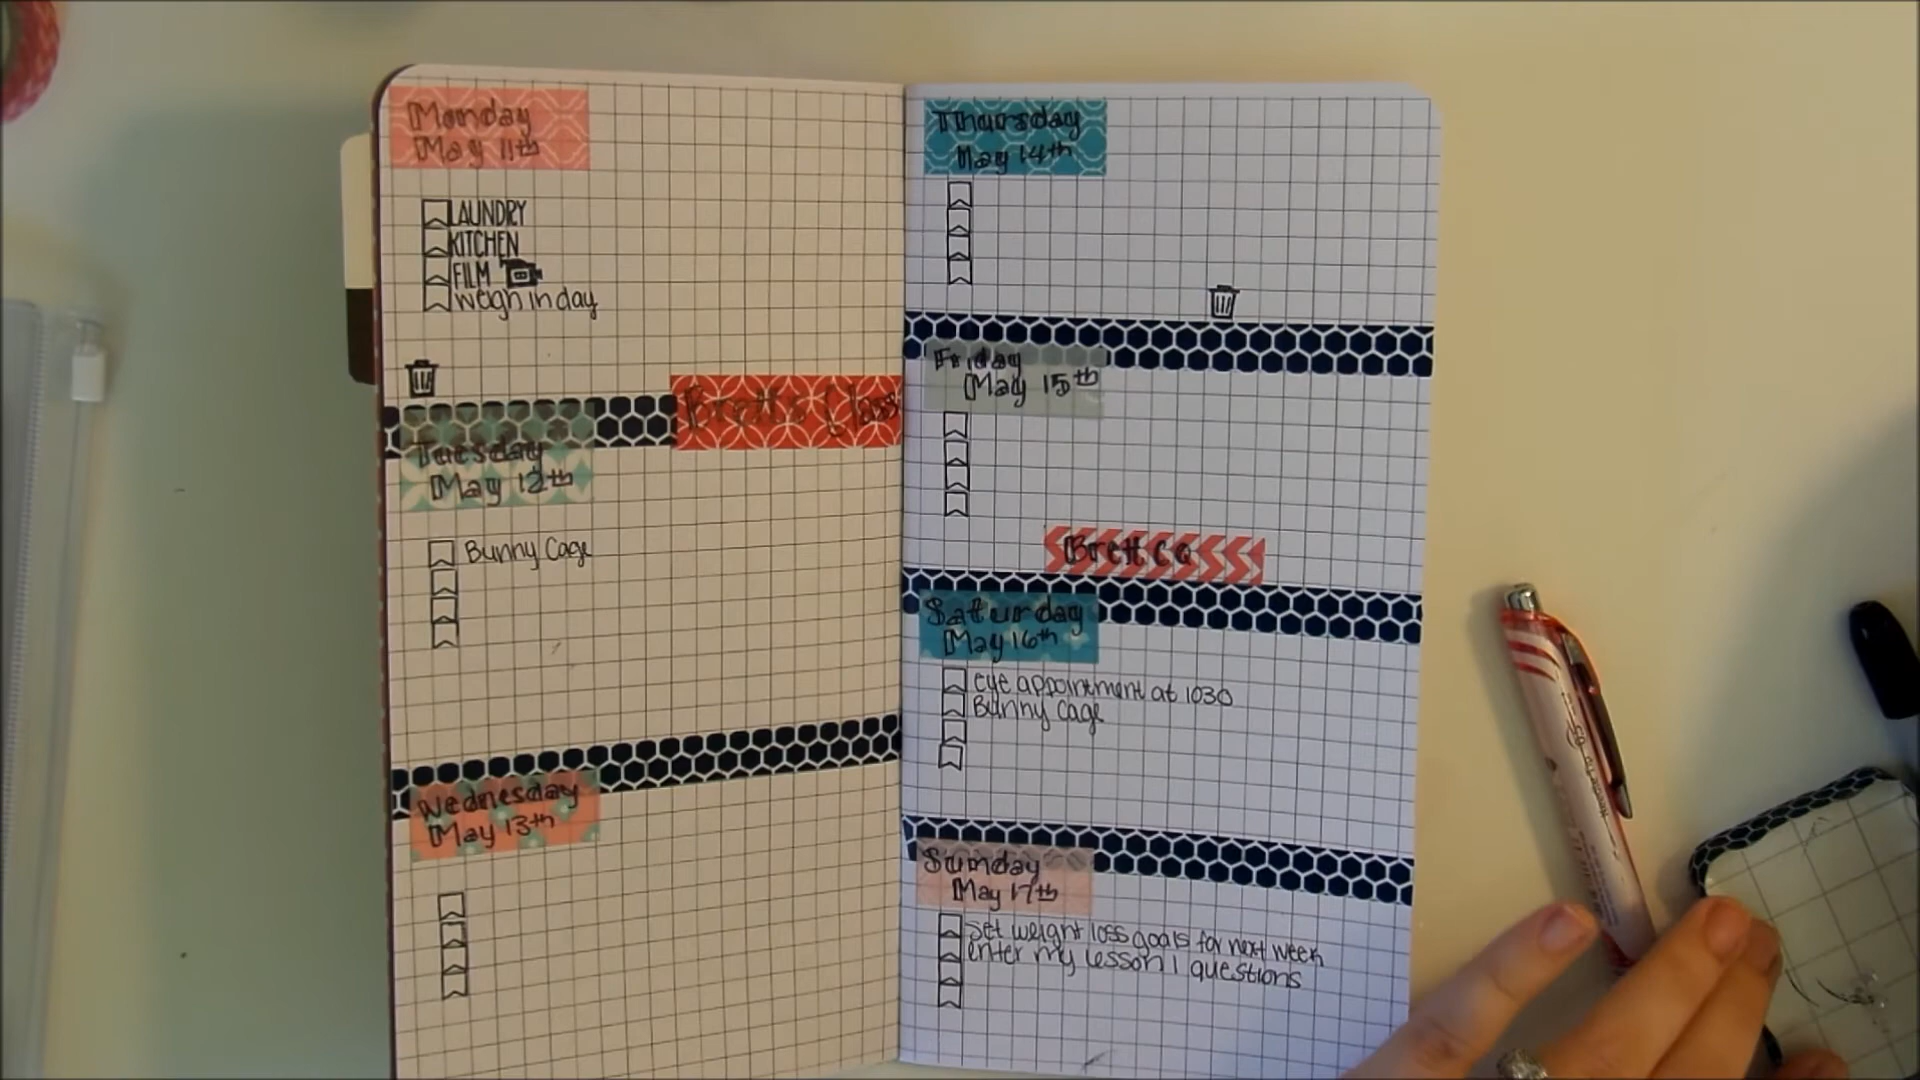 Monday
May 11th
LAUNDRY
KITCHEN
FILM
weigh in day
Brett's Class
Tuesday
May 12th
Bunny Cage
Wednesday
May 13th
Thursday
May 14th
Friday
May 15th
Brett
Saturday
May 16th
eye appointment at 1030
Bunny Cage
Sunday
May 17th
Set weight loss goals for next week
enter my lesson 1 questions